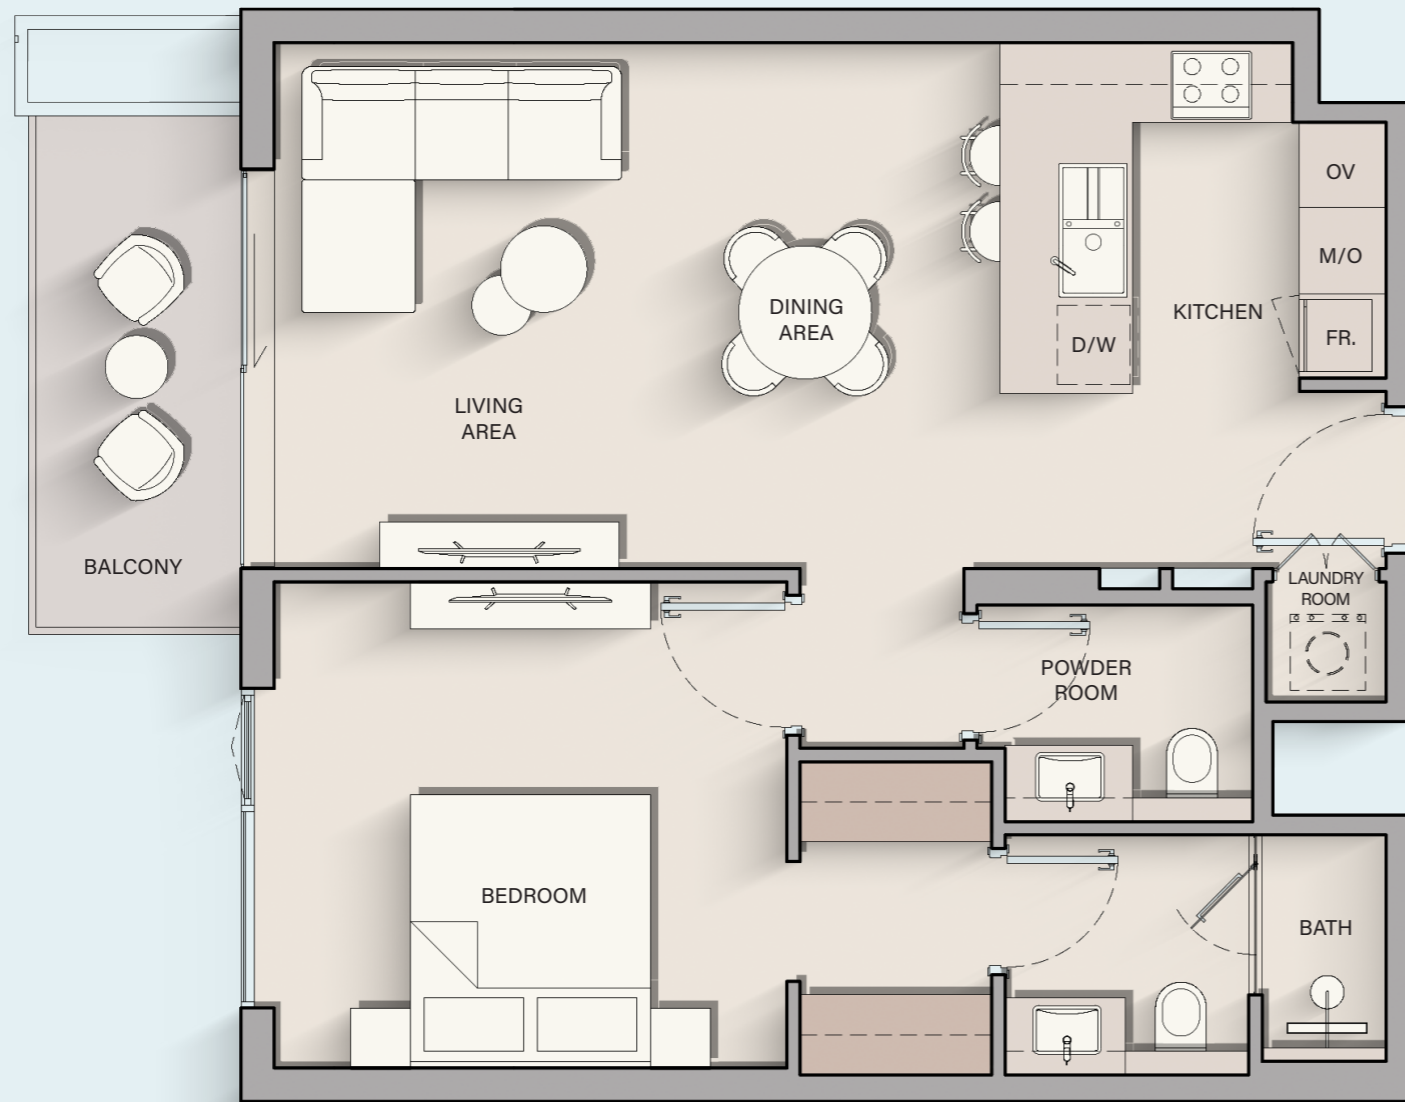 OV
M/O
KITCHEN
FR.
DINING
AREA
D/W
LIVING
AREA
BALCONY
LAUNDRY
ROOM
POWDER
ROOM
BEDROOM
BATH